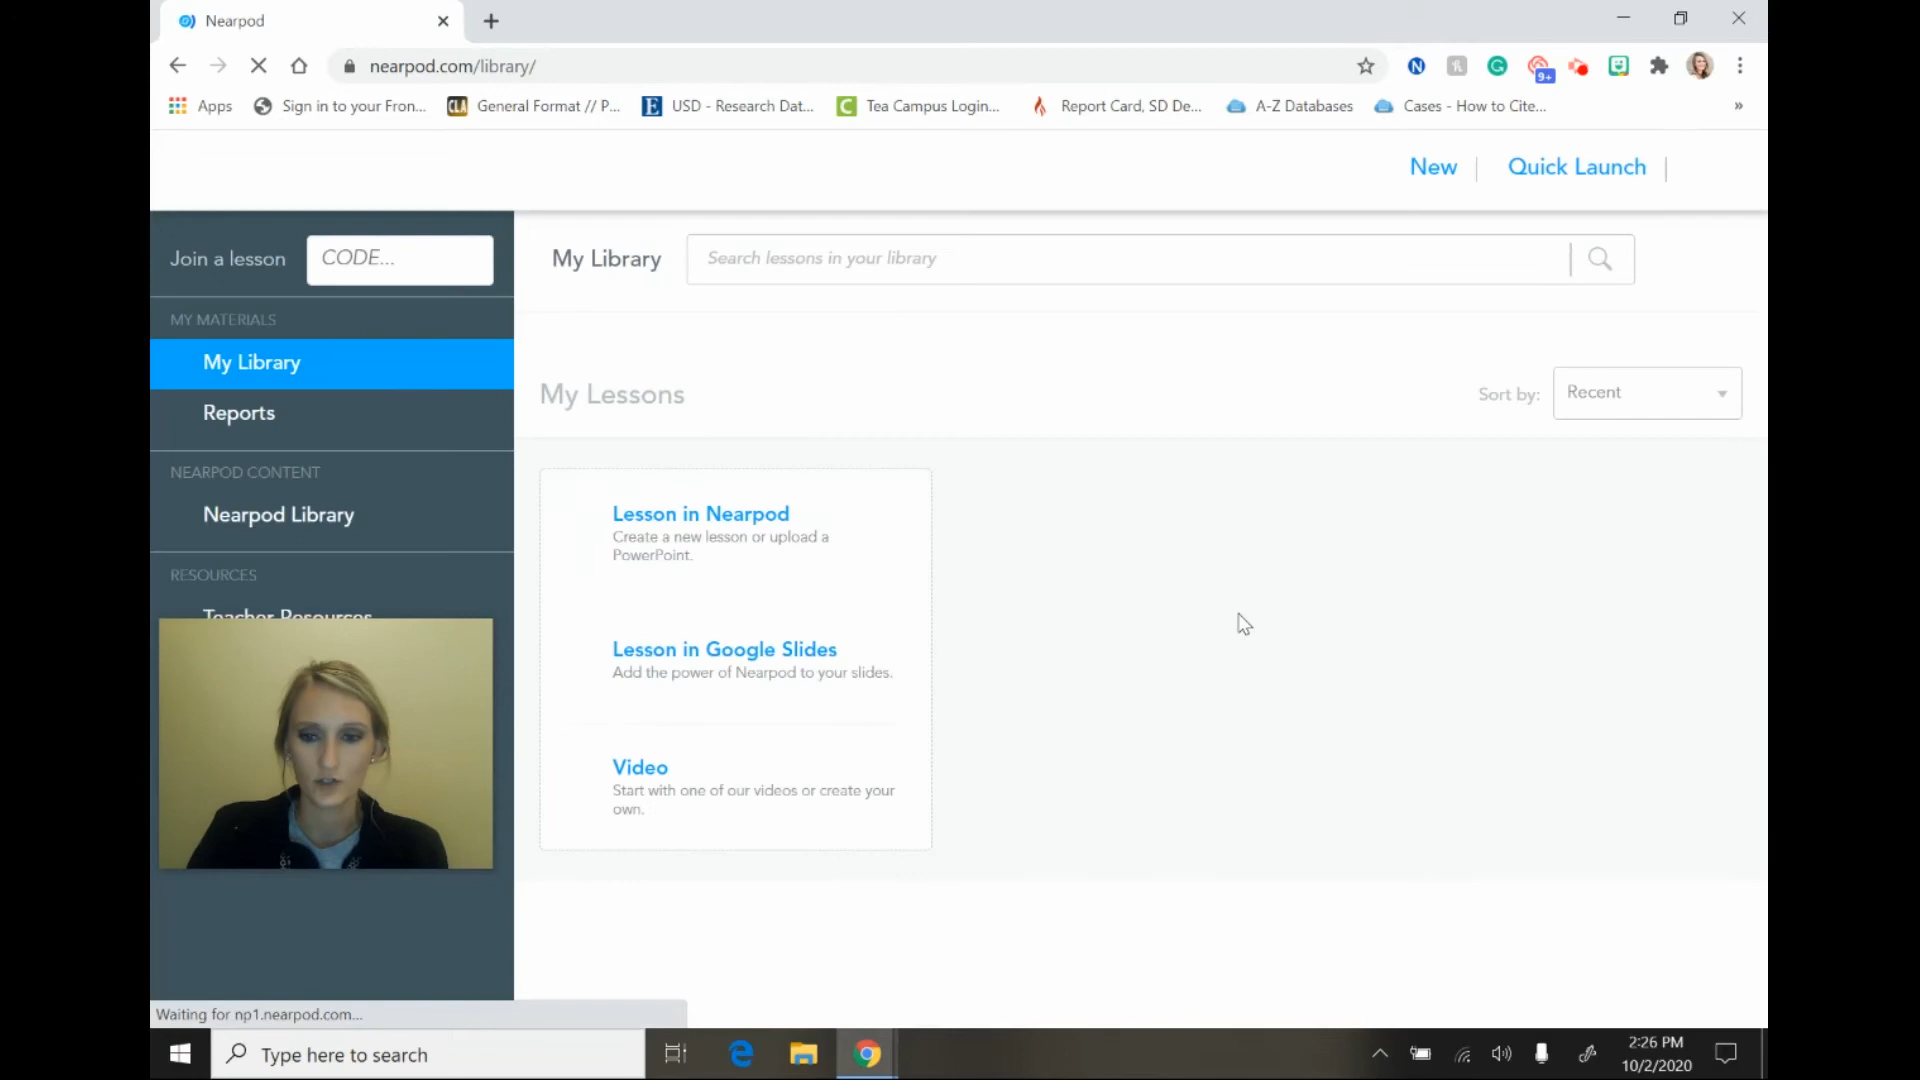 Nearpod
nearpod.com/library/
9+
Apps
Sign in to your Fron...
CLA
General Format // P...
E
USD - Research Dat...
C
Tea Campus Login...
Report Card, SD De...
A-Z Databases
Cases - How to Cite...
»
New
Quick Launch
Join a lesson
CODE...
My Library
Search lessons in your library
MY MATERIALS
My Library
Reports
My Lessons
Sort by:
Recent
NEARPOD CONTENT
Nearpod Library
RESOURCES
Teacher Resources
Lesson in Nearpod
Create a new lesson or upload a
PowerPoint.
Lesson in Google Slides
Add the power of Nearpod to your slides.
Video
Start with one of our videos or create your
own.
Waiting for np1.nearpod.com...
Type here to search
2:26 PM
10/2/2020